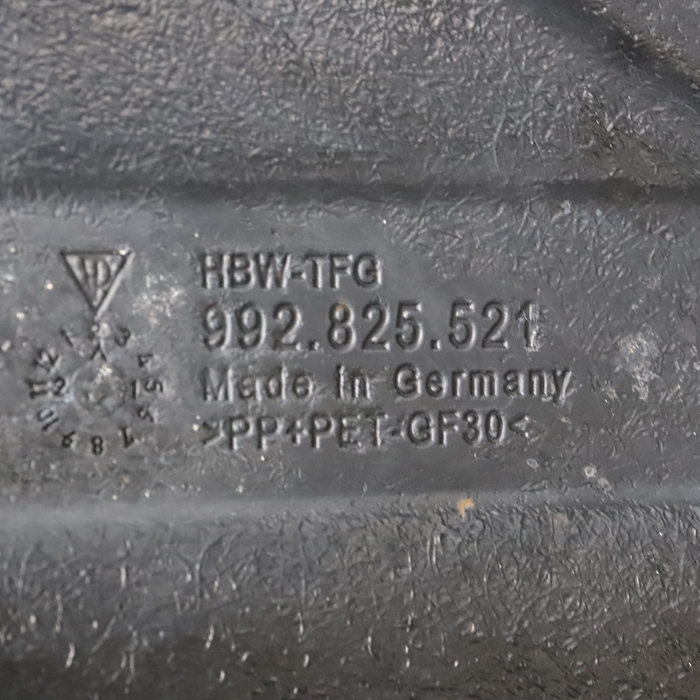 HBW-TFG
992.825.521
Made in Germany
>PP+PET-GF30<